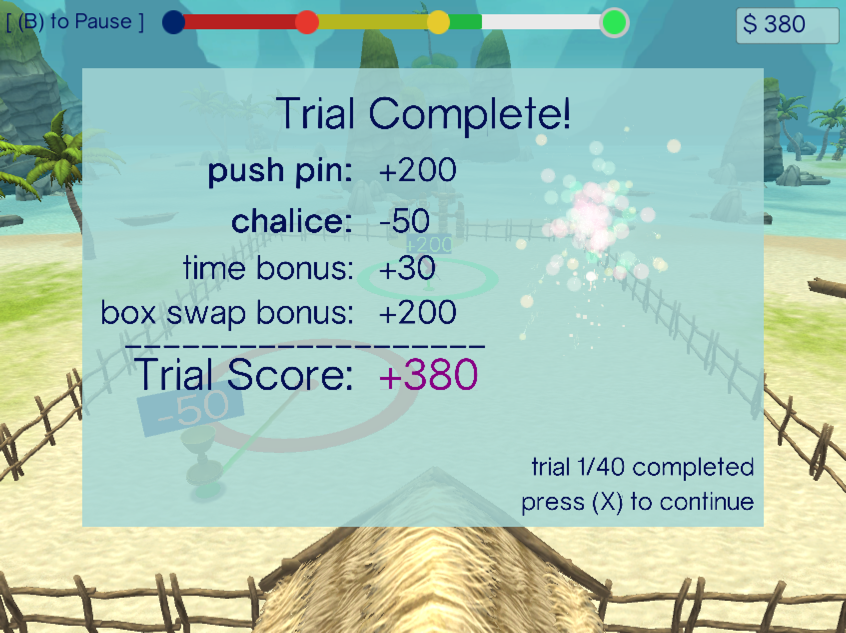 [ (B) to Pause ]
$ 380
Trial Complete!
push pin: +200
chalice: -50
+200
time bonus: +30
box swap bonus: +200
Trial Score: +380
-50
trial 1/40 completed
press (X) to continue